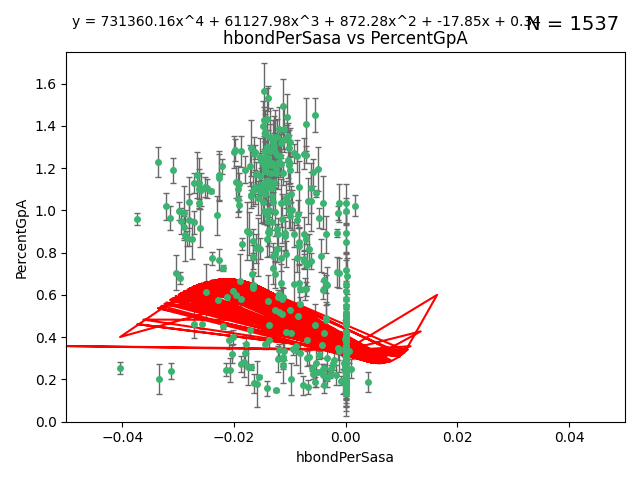 y = 731360.16x^4 + 61127.98x^3 + 872.28x^2 + -17.85x + 0.34
N = 1537
hbondPerSasa vs PercentGpA
PercentGpA
1.6
1.4
1.2
1.0
0.8
0.6
0.4
0.2
0.0
−0.04 −0.02 0.00 0.02 0.04
hbondPerSasa